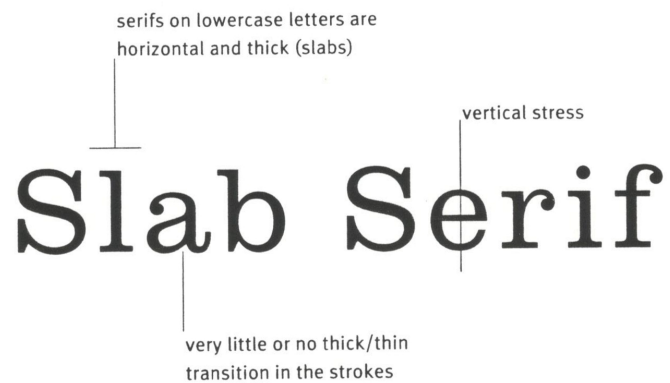 serifs on lowercase letters are
horizontal and thick (slabs)
vertical stress
Slab Serif
very little or no thick/thin
transition in the strokes